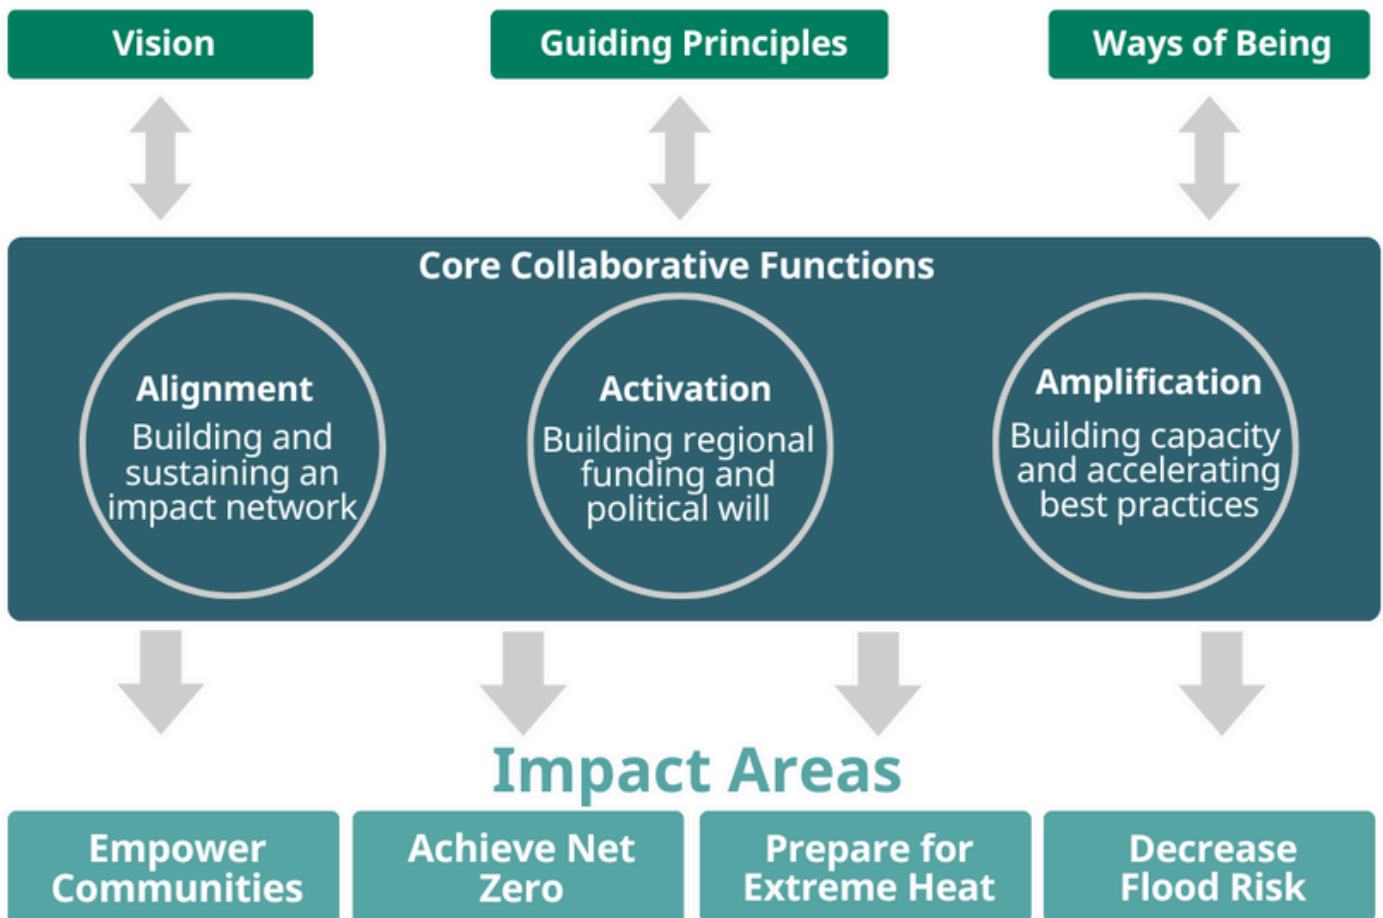 Vision
Guiding Principles
Ways of Being
Core Collaborative Functions
Alignment
Building and
sustaining an
impact network
Activation
Building regional
funding and
political will
Amplification
Building capacity
and accelerating
best practices
Impact Areas
Empower
Communities
Achieve Net
Zero
Prepare for
Extreme Heat
Decrease
Flood Risk